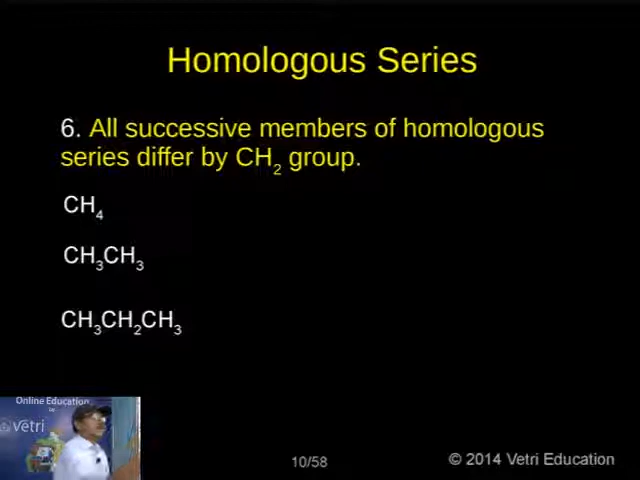 Homologous Series
6. All successive members of homologous
series differ by CH₂ group.
CH₄
CH₃CH₃
CH₃CH₂CH₃
Online Education
vetri
10/58
© 2014 Vetri Education